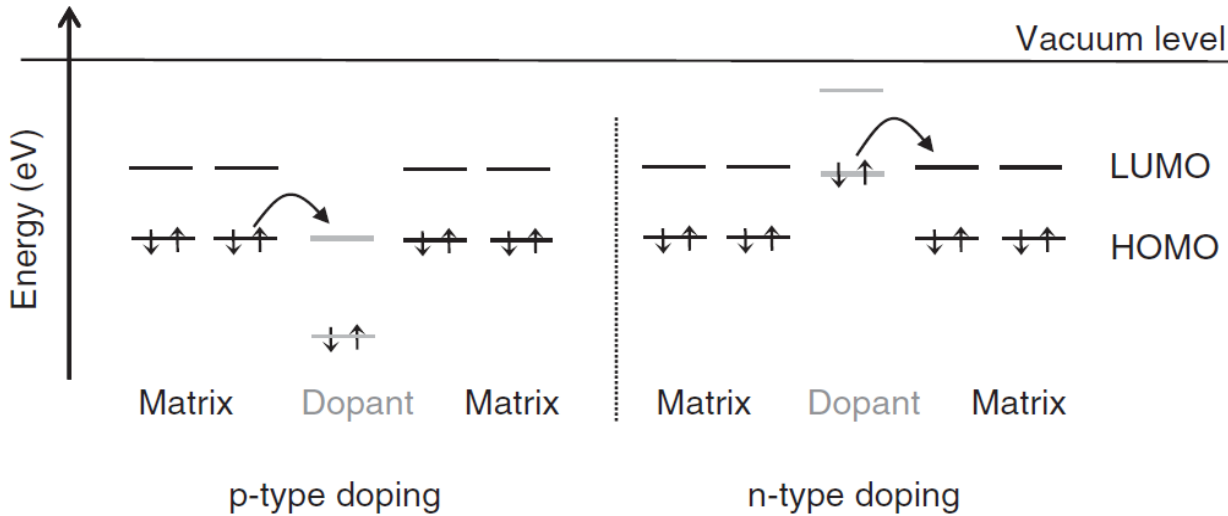 Vacuum level
Energy (eV)
LUMO
HOMO
Matrix Dopant Matrix Matrix Dopant Matrix
p-type doping n-type doping